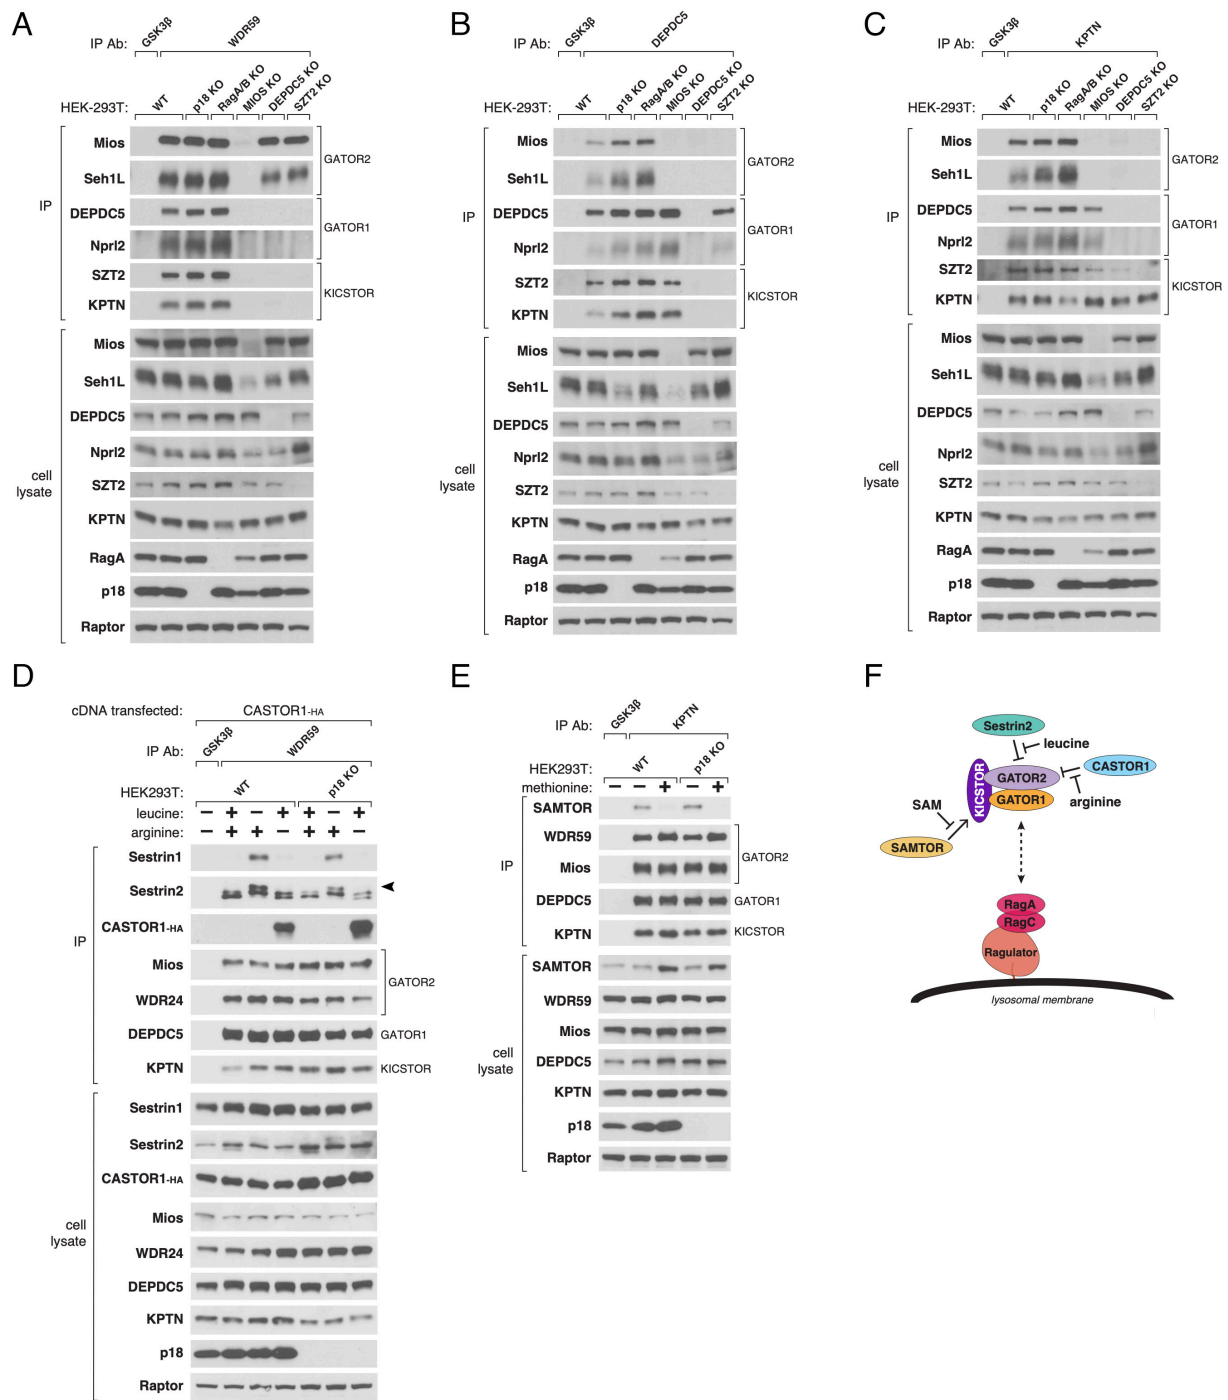 A
IP Ab: GSK3β WDR59
HEK-293T: WT p18 KO RagA/B KO MIOS KO DEPDC5 KO SZT2 KO
IP
Mios
Seh1L
GATOR2
DEPDC5
Nprl2
GATOR1
SZT2
KPTN
KICSTOR
cell lysate
Mios
Seh1L
DEPDC5
Nprl2
SZT2
KPTN
RagA
p18
Raptor
B
IP Ab: GSK3β DEPDC5
HEK-293T: WT p18 KO RagA/B KO MIOS KO DEPDC5 KO SZT2 KO
IP
Mios
Seh1L
GATOR2
DEPDC5
Nprl2
GATOR1
SZT2
KPTN
KICSTOR
cell lysate
Mios
Seh1L
DEPDC5
Nprl2
SZT2
KPTN
RagA
p18
Raptor
C
IP Ab: GSK3β KPTN
HEK-293T: WT p18 KO RagA/B KO MIOS KO DEPDC5 KO SZT2 KO
IP
Mios
Seh1L
GATOR2
DEPDC5
Nprl2
GATOR1
SZT2
KPTN
KICSTOR
cell lysate
Mios
Seh1L
DEPDC5
Nprl2
SZT2
KPTN
RagA
p18
Raptor
D
cDNA transfected: CASTOR1-HA
IP Ab: GSK3β WDR59
HEK293T: WT p18 KO
leucine: − + − + + − +
arginine: − + + − + + −
IP
Sestrin1
Sestrin2
CASTOR1-HA
Mios
WDR24
GATOR2
DEPDC5 GATOR1
KPTN KICSTOR
cell lysate
Sestrin1
Sestrin2
CASTOR1-HA
Mios
WDR24
DEPDC5
KPTN
p18
Raptor
E
IP Ab: GSK3β KPTN
HEK293T: WT p18 KO
methionine: − − + − +
IP
SAMTOR
WDR59
Mios
GATOR2
DEPDC5 GATOR1
KPTN KICSTOR
cell lysate
SAMTOR
WDR59
Mios
DEPDC5
KPTN
p18
Raptor
F
Sestrin2
leucine
KICSTOR
GATOR2
CASTOR1
GATOR1
arginine
SAM
SAMTOR
RagA
RagC
Ragulator
lysosomal membrane